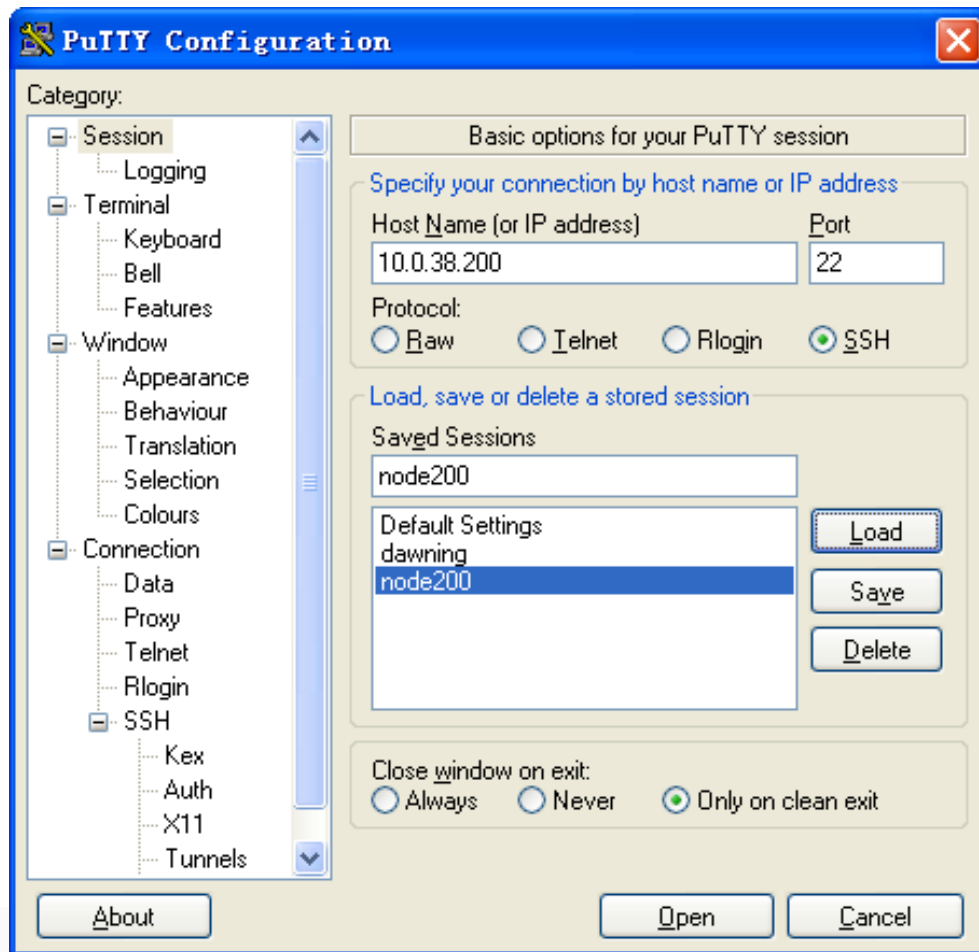 PuTTY Configuration
Category:
Session
Logging
Terminal
Keyboard
Bell
Features
Window
Appearance
Behaviour
Translation
Selection
Colours
Connection
Data
Proxy
Telnet
Rlogin
SSH
Kex
Auth
X11
Tunnels
Basic options for your PuTTY session
Specify your connection by host name or IP address
Host Name (or IP address) Port
10.0.38.200 22
Protocol:
Raw Telnet Rlogin SSH
Load, save or delete a stored session
Saved Sessions
node200
Default Settings
dawning
node200
Load
Save
Delete
Close window on exit:
Always Never Only on clean exit
About Open Cancel